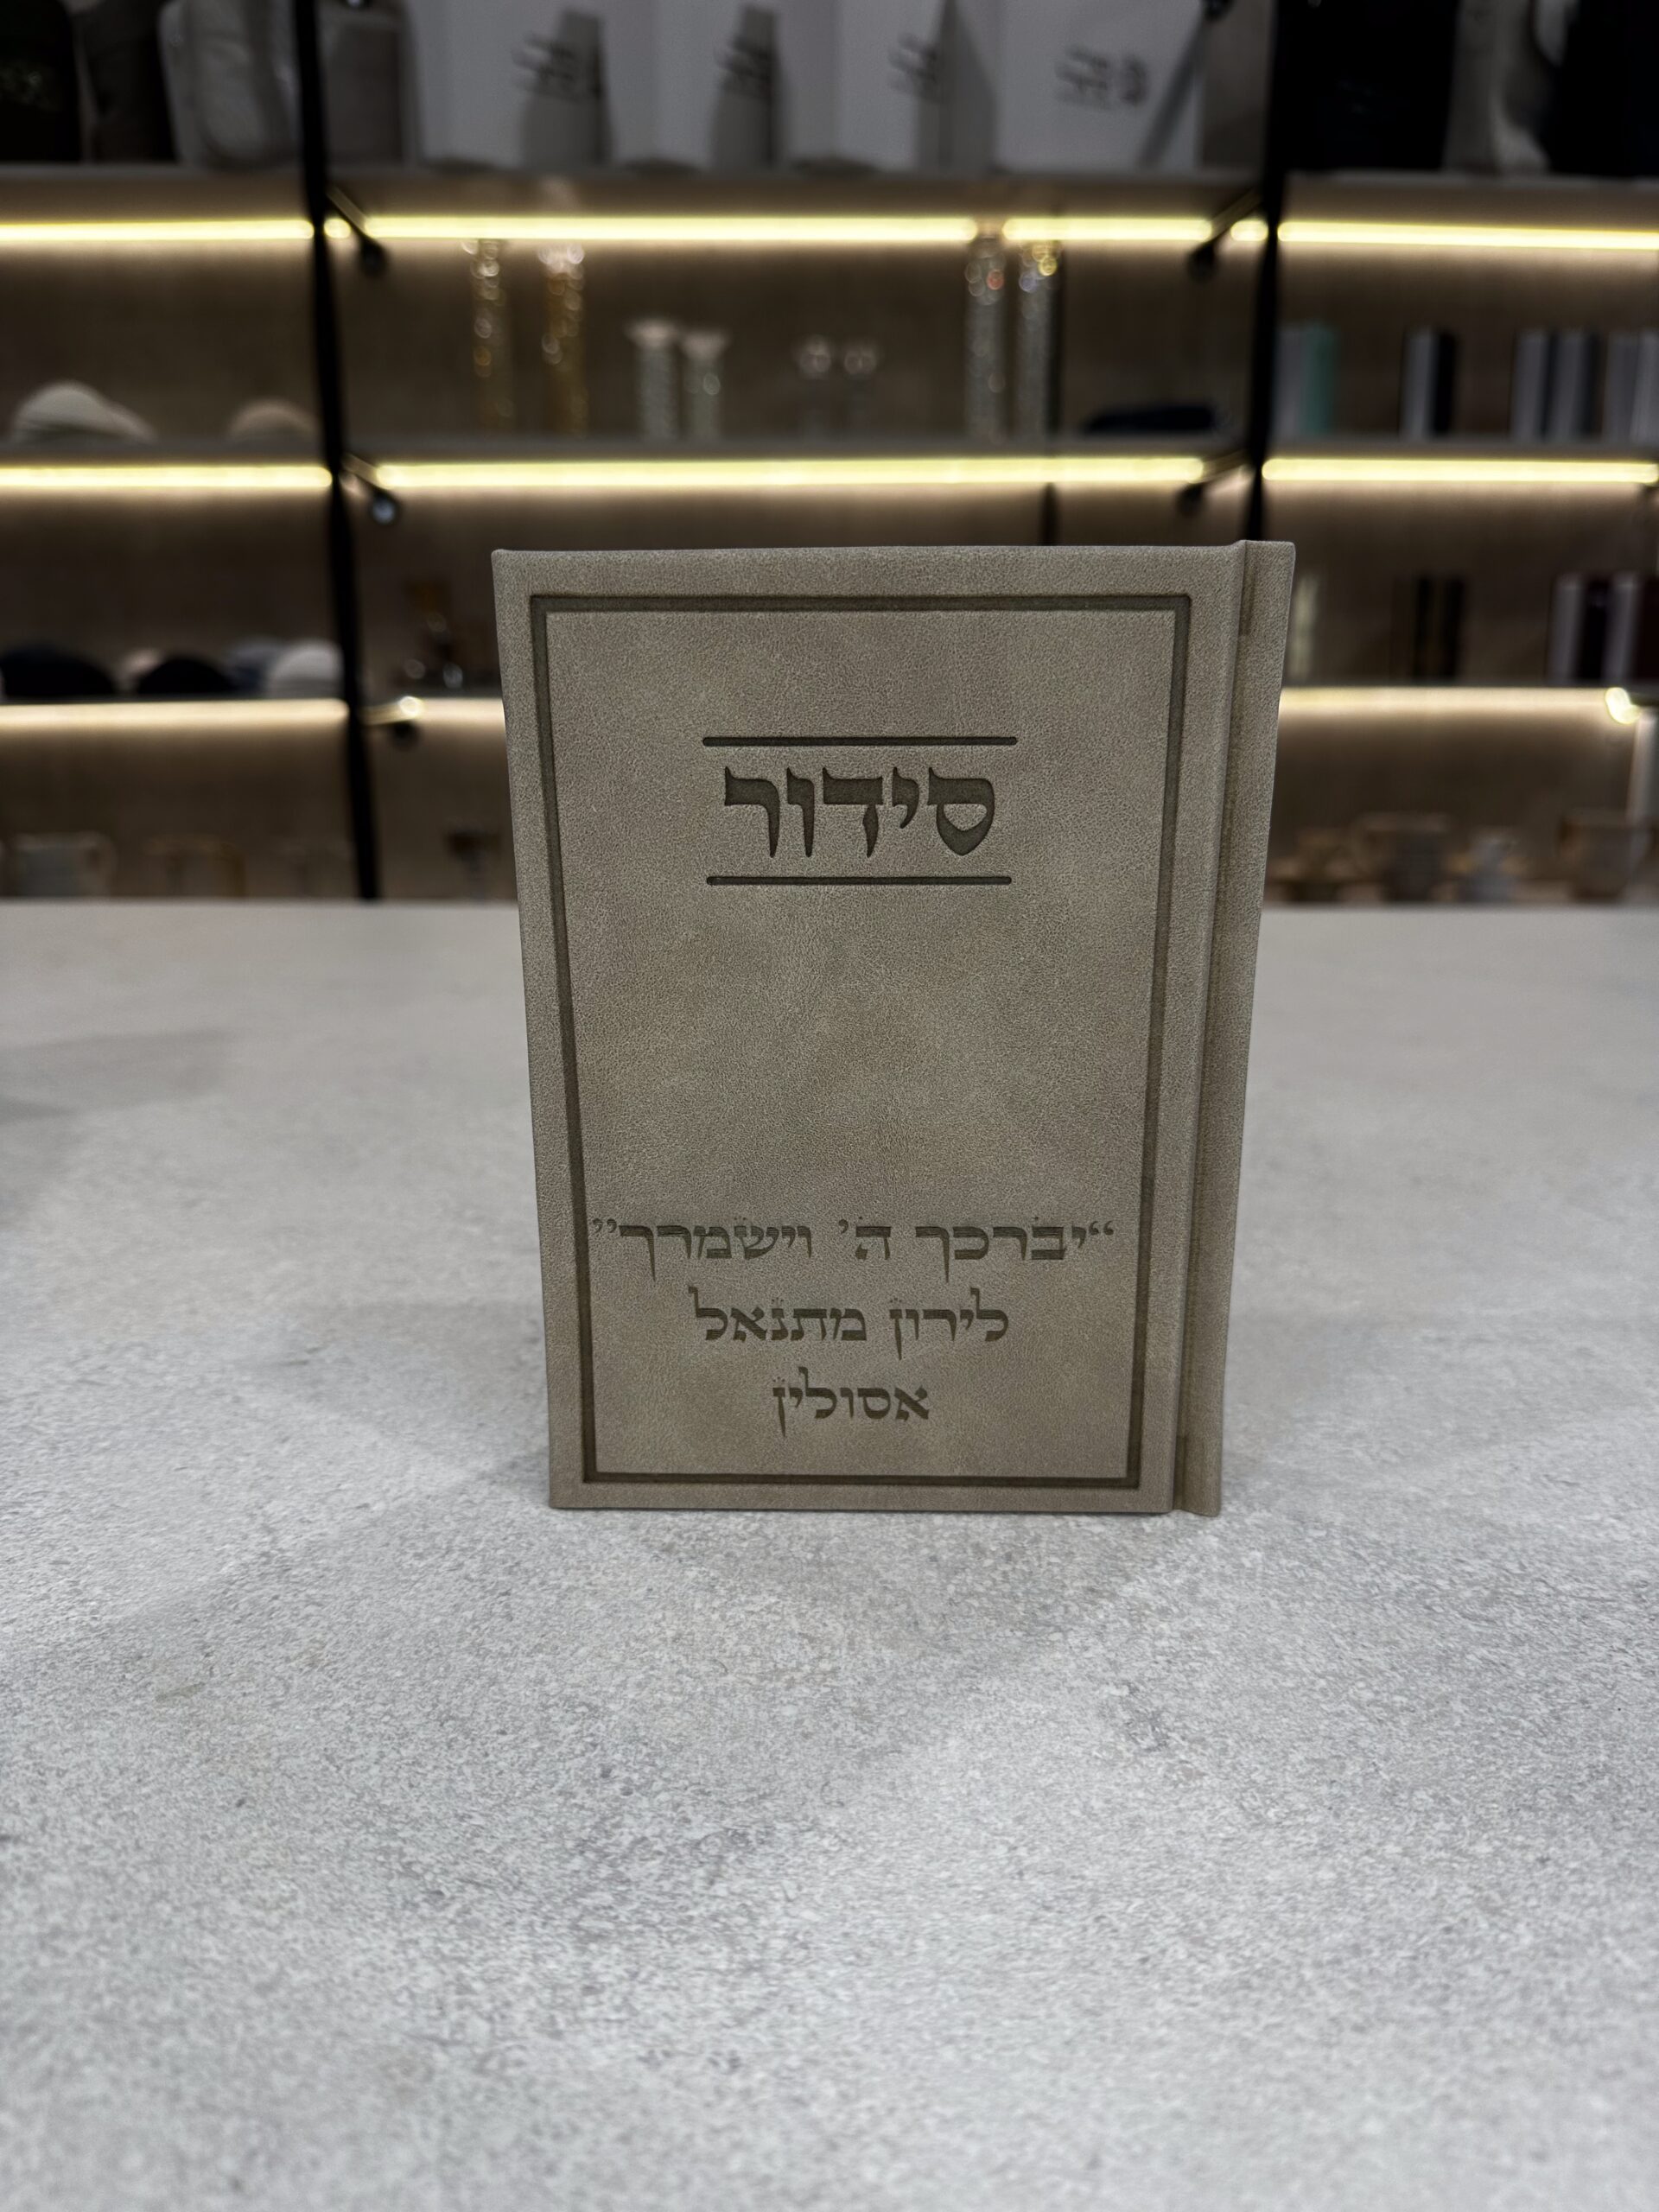 סידור
“יברכך ה' וישמרך”
לירון מתנאל
אסולין